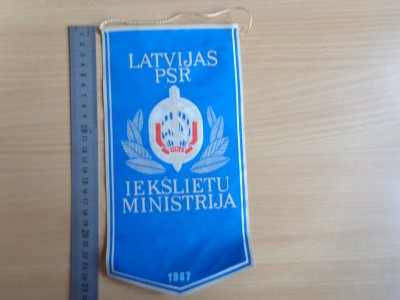 LATVIJAS
PSR
IEKŠLIETU
MINISTRIJA
1987